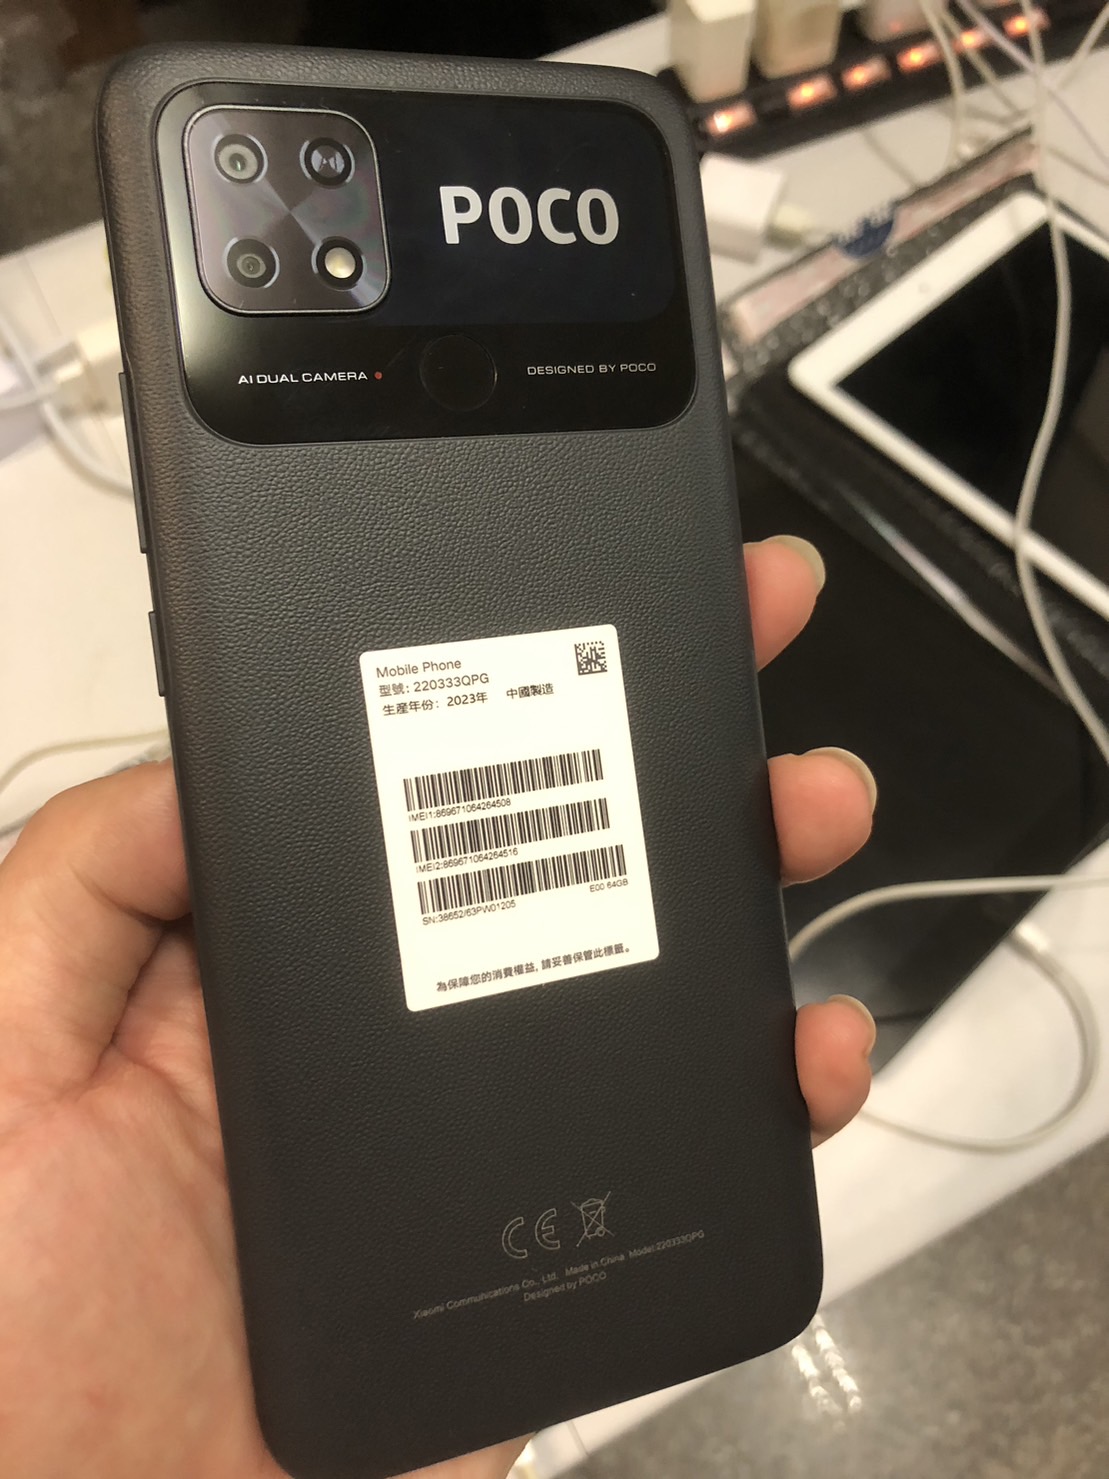 POCO
AI DUAL CAMERA
DESIGNED BY POCO
Mobile Phone
型號: 220333QPG
生產年份: 2023年 中國製造
IMEI1:869671064264508
IMEI2:869671064264516
SN:38652/63PW01205
E00 64GB
為保障您的消費權益, 請妥善保管此標籤。
CE
Xiaomi Communications Co., Ltd. Made in China Model:220333QPG
Designed by POCO